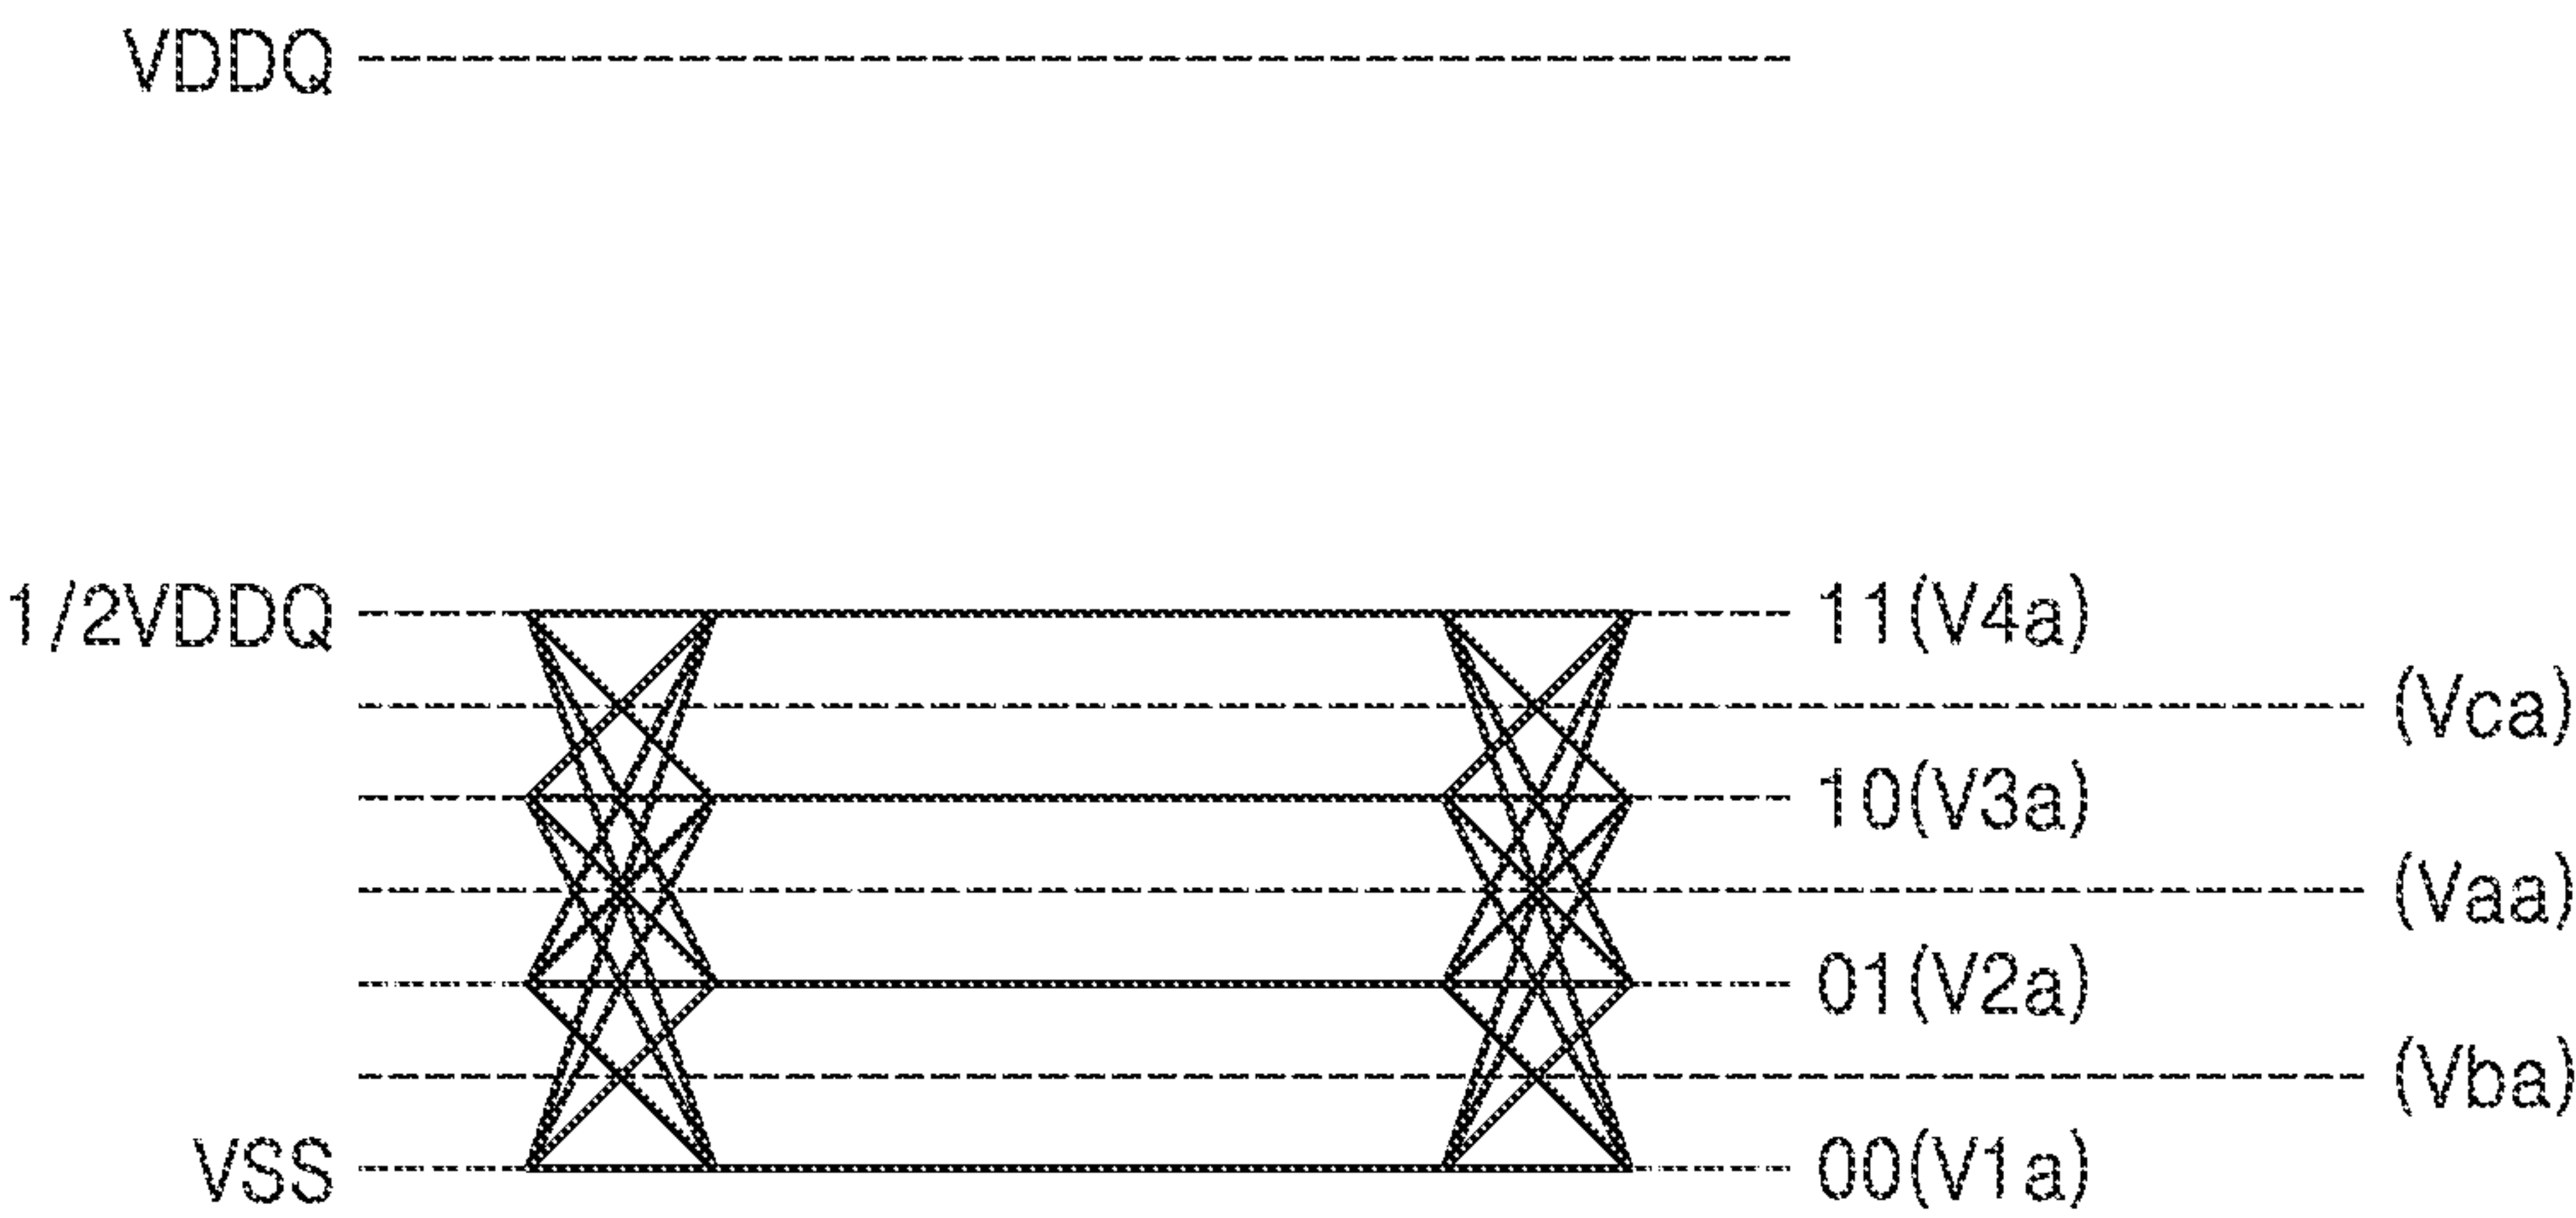 VDDQ
1/2VDDQ
11(V4a)
(Vca)
10(V3a)
(Vaa)
01(V2a)
(Vba)
VSS
00(V1a)